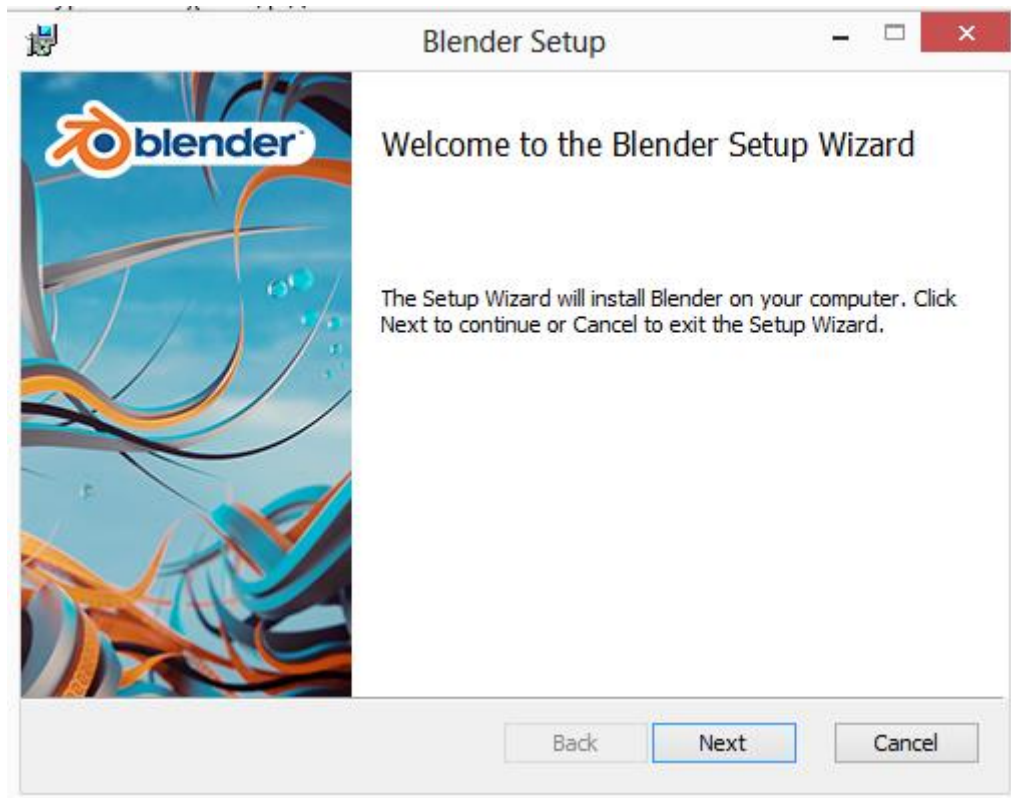 Blender Setup
blender
Welcome to the Blender Setup Wizard
The Setup Wizard will install Blender on your computer. Click
Next to continue or Cancel to exit the Setup Wizard.
Back
Next
Cancel